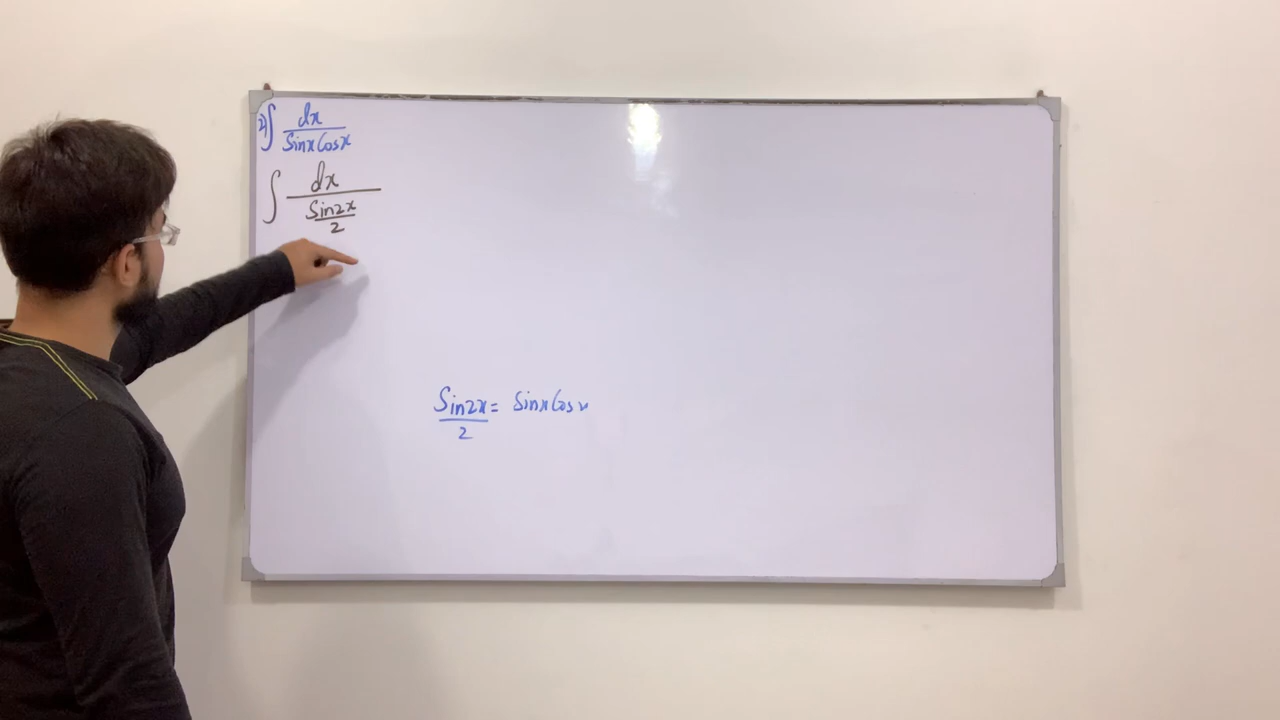 2) ∫ dx / Sinx Cosx
∫ dx / (Sin2x / 2)
Sin2x / 2 = Sinx Cosx